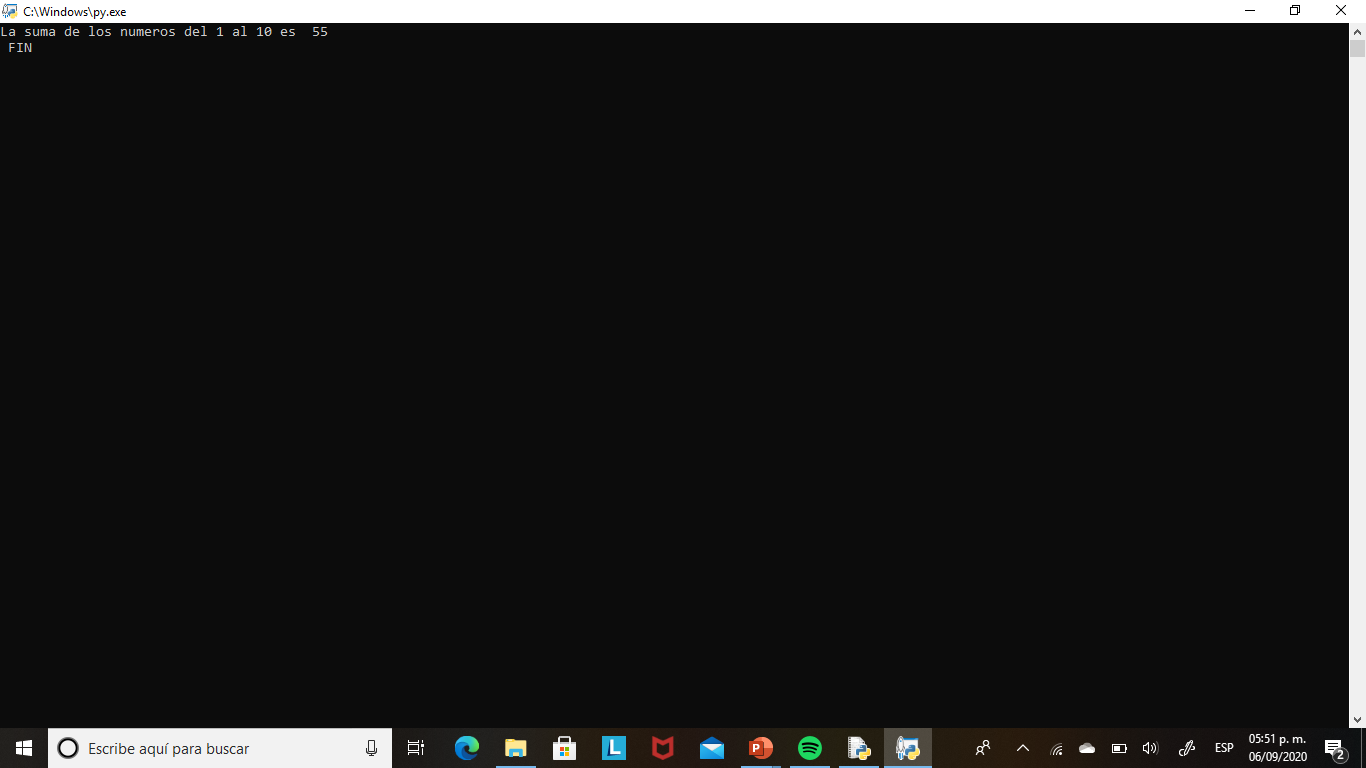 C:\Windows\py.exe
La suma de los numeros del 1 al 10 es  55
 FIN
Escribe aquí para buscar
L
P
ESP
05:51 p. m.
06/09/2020
2